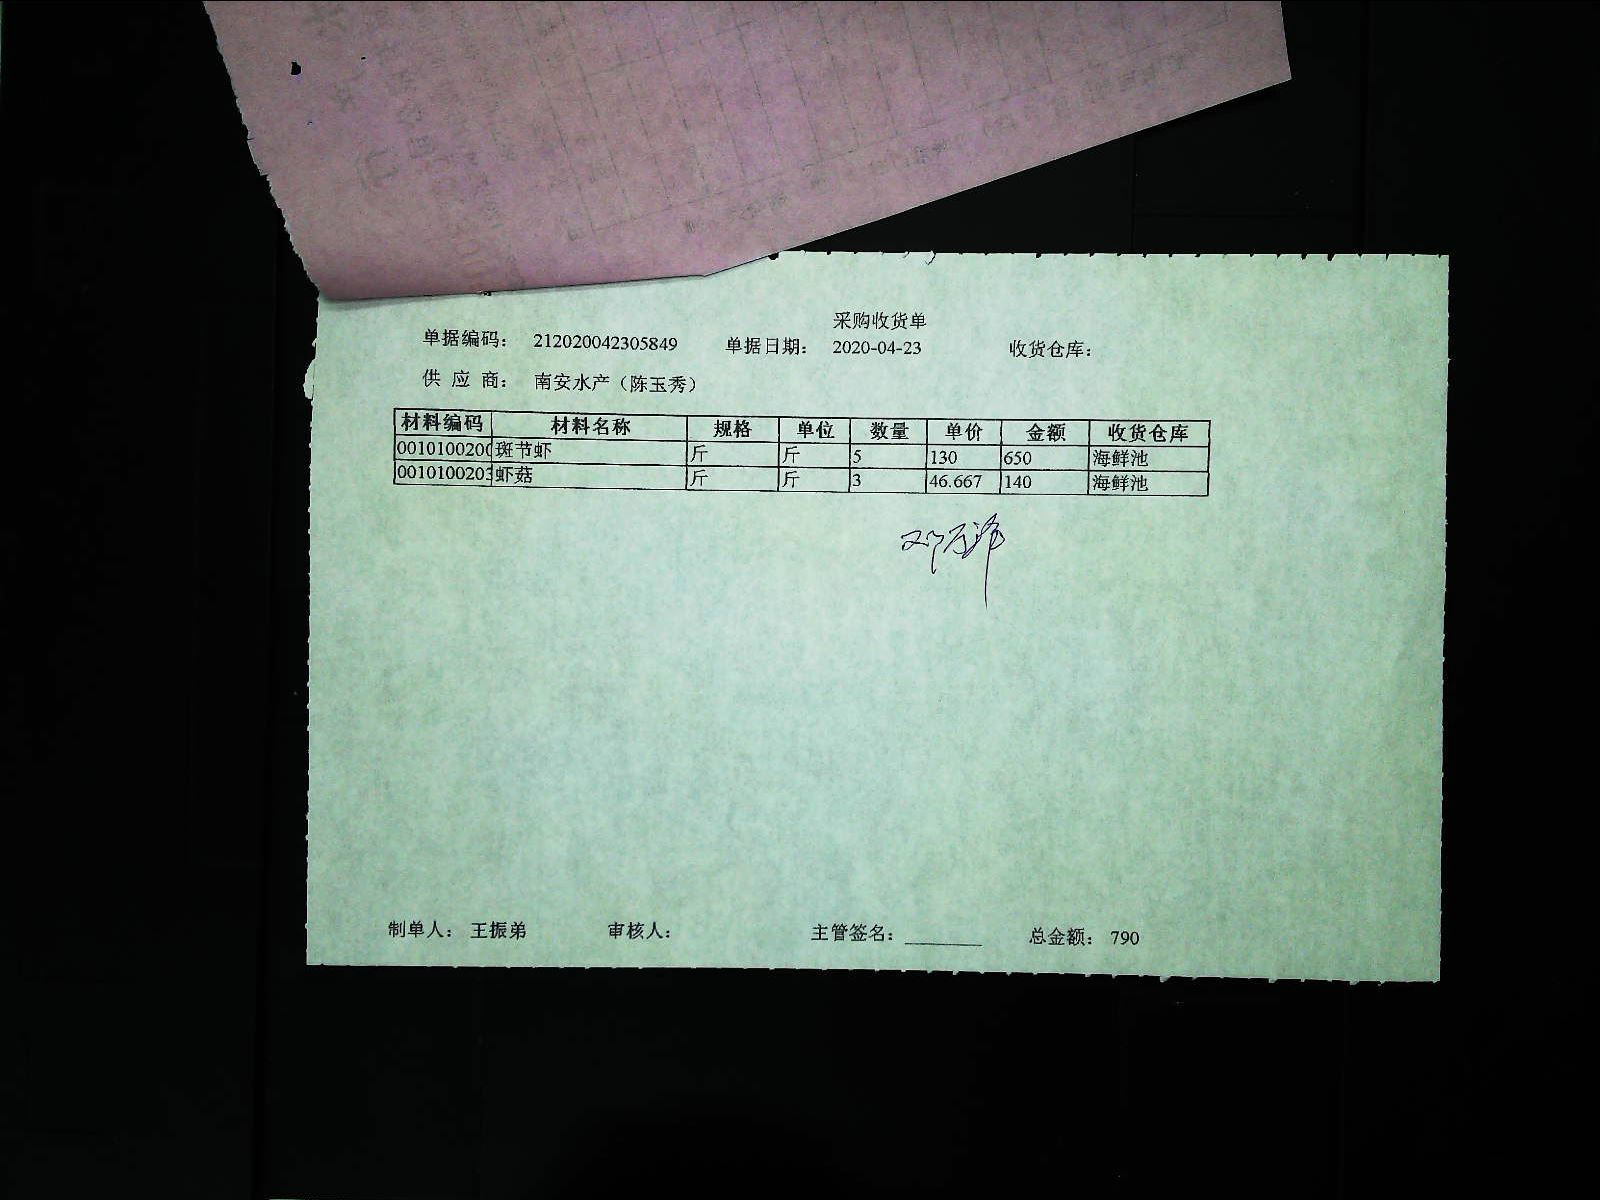 采购收货单
单据编码： 212020042305849 单据日期： 2020-04-23 收货仓库：
供 应 商： 南安水产（陈玉秀）
材料编码 材料名称 规格 单位 数量 单价 金额 收货仓库
0010100200 斑节虾 斤 斤 5 130 650 海鲜池
0010100203 虾菇 斤 斤 3 46.667 140 海鲜池
制单人： 王振弟 审核人： 主管签名： 总金额： 790